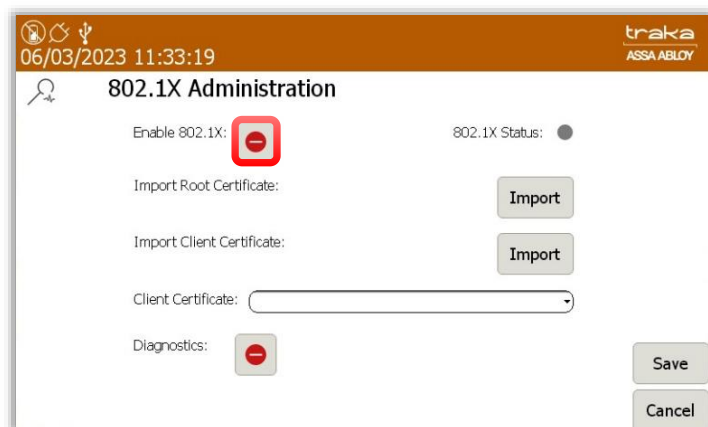 traka
06/03/2023 11:33:19
ASSA ABLOY
802.1X Administration
Enable 802.1X:
802.1X Status:
Import Root Certificate:
Import
Import Client Certificate:
Import
Client Certificate:
Diagnostics:
Save
Cancel